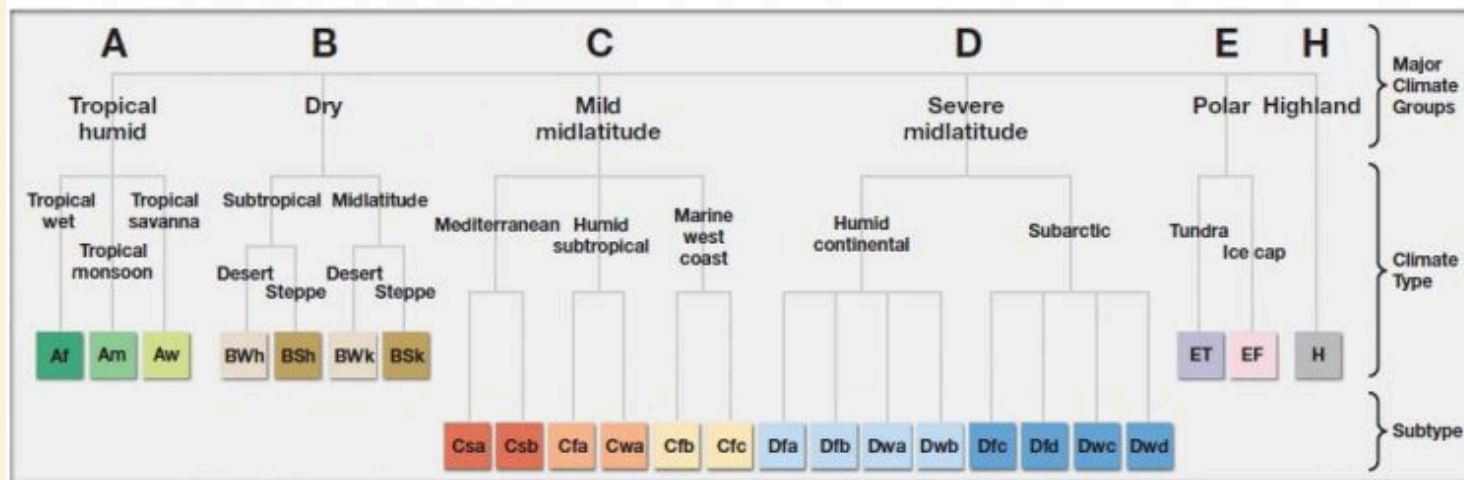 A B C D E H
Major
Climate
Groups
Tropical
humid
Dry
Mild
midlatitude
Severe
midlatitude
Polar
Highland
Tropical
wet
Tropical
monsoon
Tropical
savanna
Subtropical
Midlatitude
Desert
Steppe
Desert
Steppe
Mediterranean
Humid
subtropical
Marine
west
coast
Humid
continental
Subarctic
Tundra
Ice cap
Climate
Type
Af Am Aw BWh BSh BWk BSk ET EF H
Csa Csb Cfa Cwa Cfb Cfc Dfa Dfb Dwa Dwb Dfc Dfd Dwc Dwd
Subtype